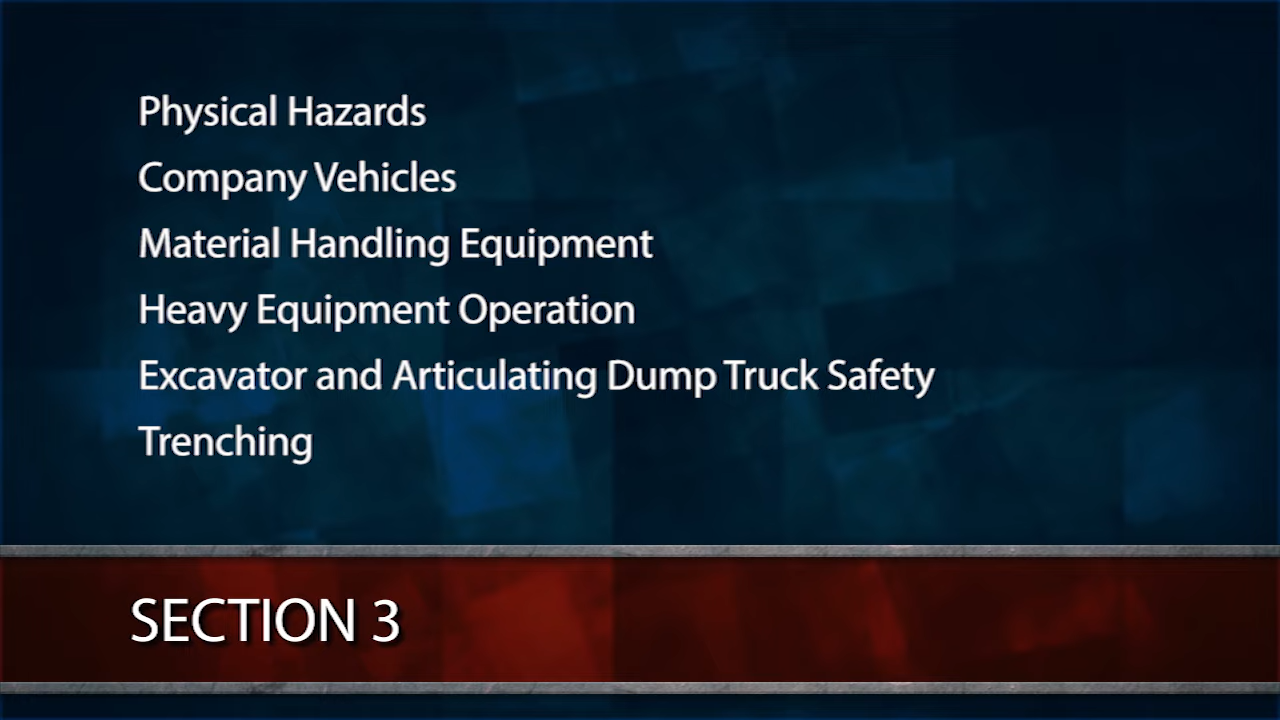 Physical Hazards
Company Vehicles
Material Handling Equipment
Heavy Equipment Operation
Excavator and Articulating Dump Truck Safety
Trenching
SECTION 3